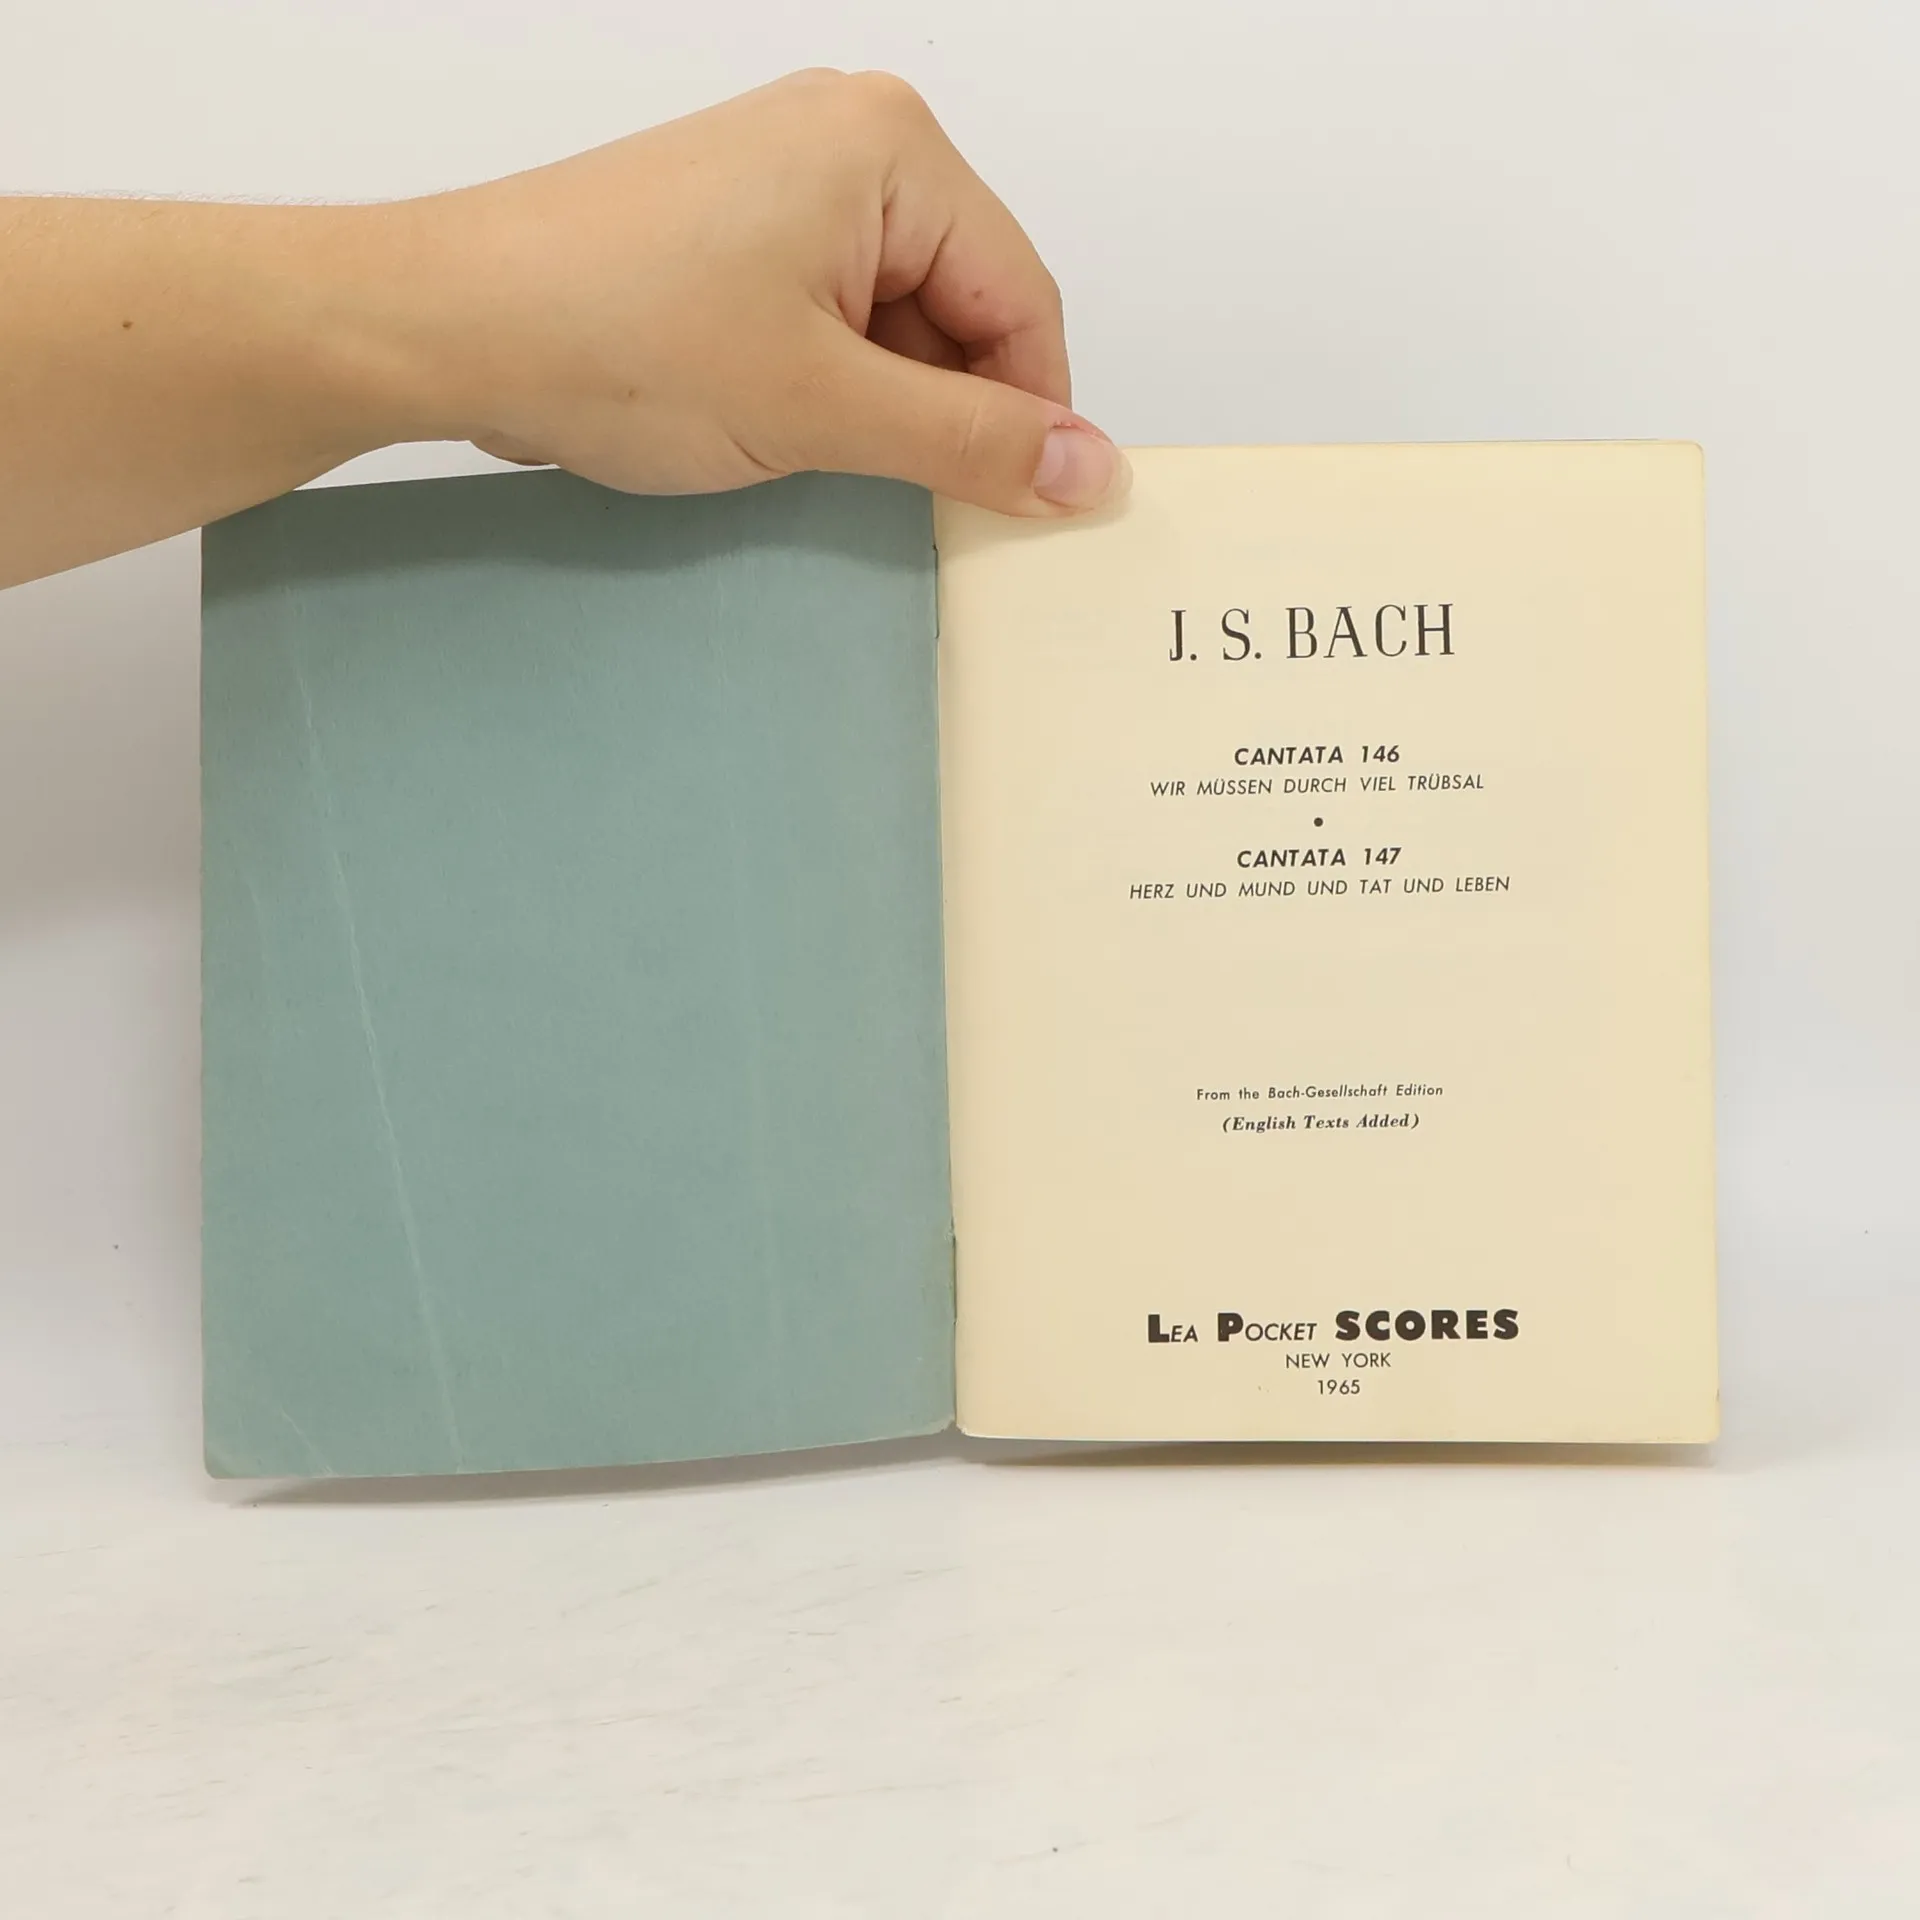 J. S. BACH
CANTATA 146
WIR MÜSSEN DURCH VIEL TRÜBSAL
•
CANTATA 147
HERZ UND MUND UND TAT UND LEBEN
From the Bach-Gesellschaft Edition
(English Texts Added)
LEA POCKET SCORES
NEW YORK
1965